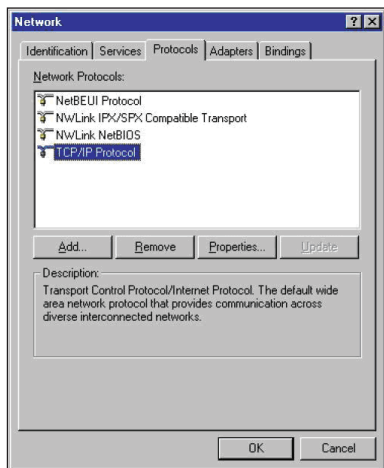 Network
Identification Services Protocols Adapters Bindings
Network Protocols:
NetBEUI Protocol
NWLink IPX/SPX Compatible Transport
NWLink NetBIOS
TCP/IP Protocol
Add... Remove Properties... Update
Description:
Transport Control Protocol/Internet Protocol. The default wide
area network protocol that provides communication across
diverse interconnected networks.
OK Cancel